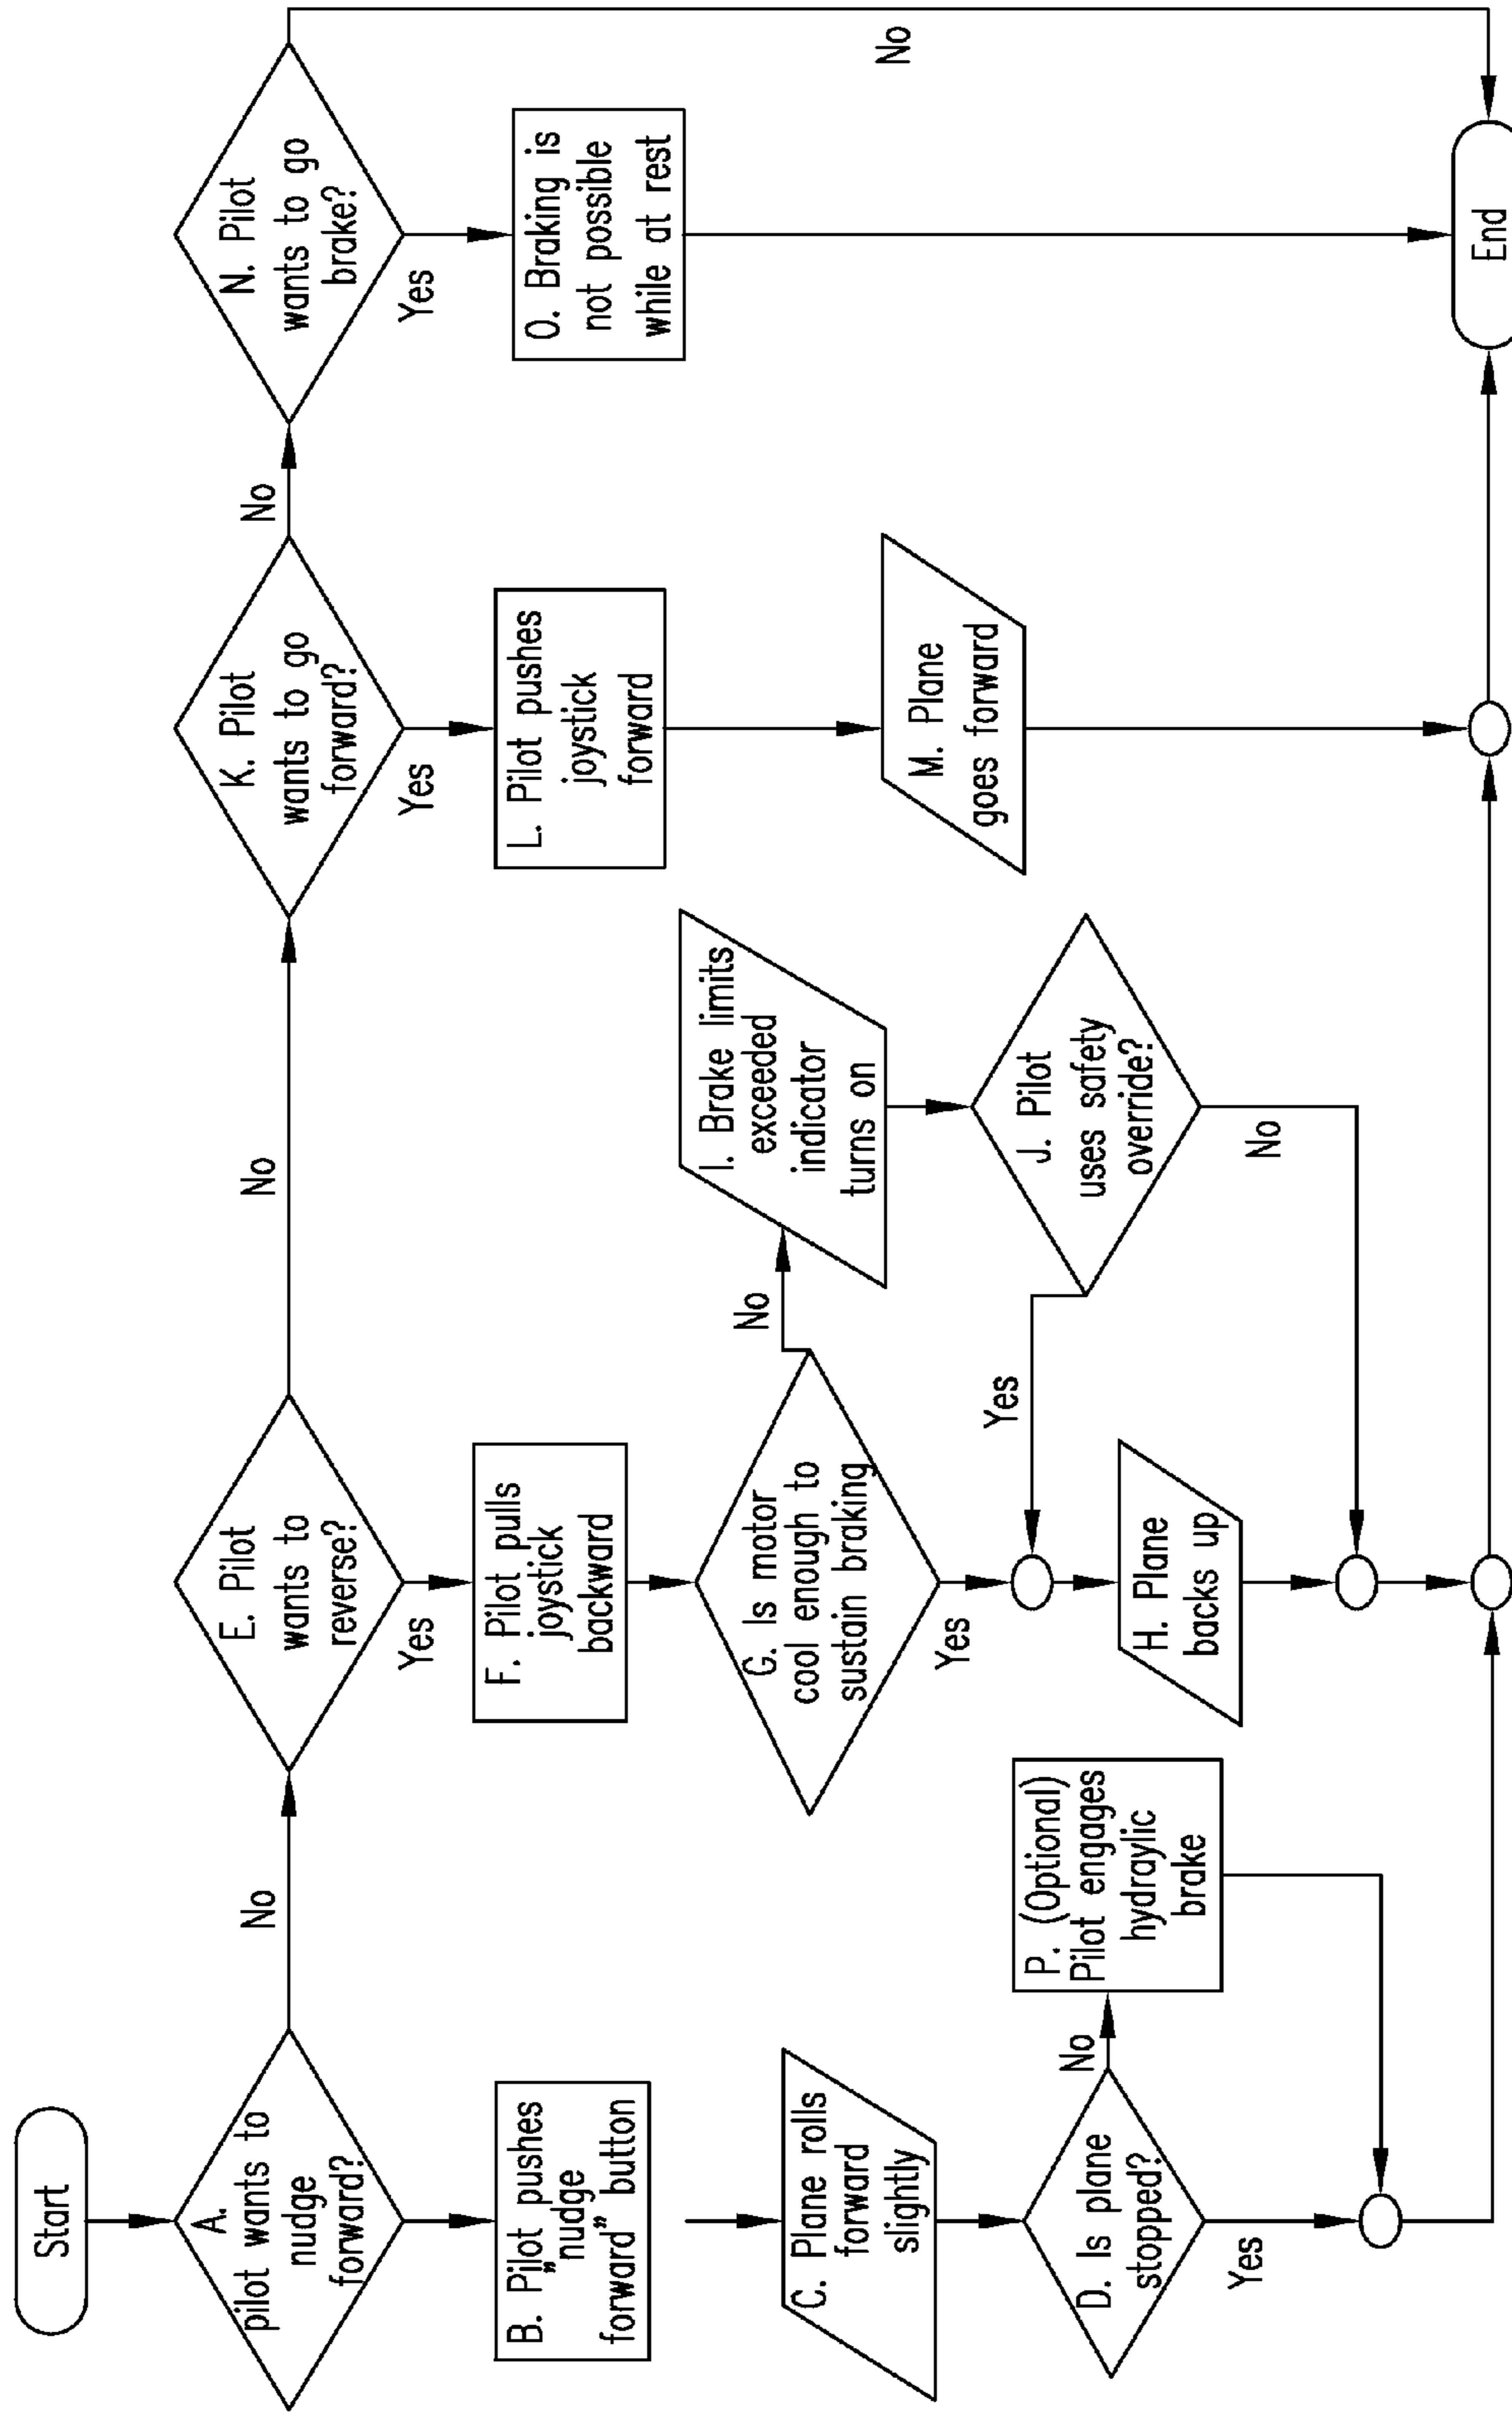 Start
A.
pilot wants to
nudge
forward?
No
B. Pilot pushes
"nudge
forward" button
C. Plane rolls
forward
slightly
D. Is plane
stopped?
No
Yes
P. (Optional)
Pilot engages
hydraylic
brake
E. Pilot
wants to
reverse?
No
Yes
F. Pilot pulls
joystick
backward
G. Is motor
cool enough to
sustain braking
No
Yes
H. Plane
backs up
I. Brake limits
exceeded
indicator
turns on
J. Pilot
uses safety
override?
Yes
No
K. Pilot
wants to go
forward?
No
Yes
L. Pilot pushes
joystick
forward
M. Plane
goes forward
N. Pilot
wants to go
brake?
Yes
No
O. Braking is
not possible
while at rest
End